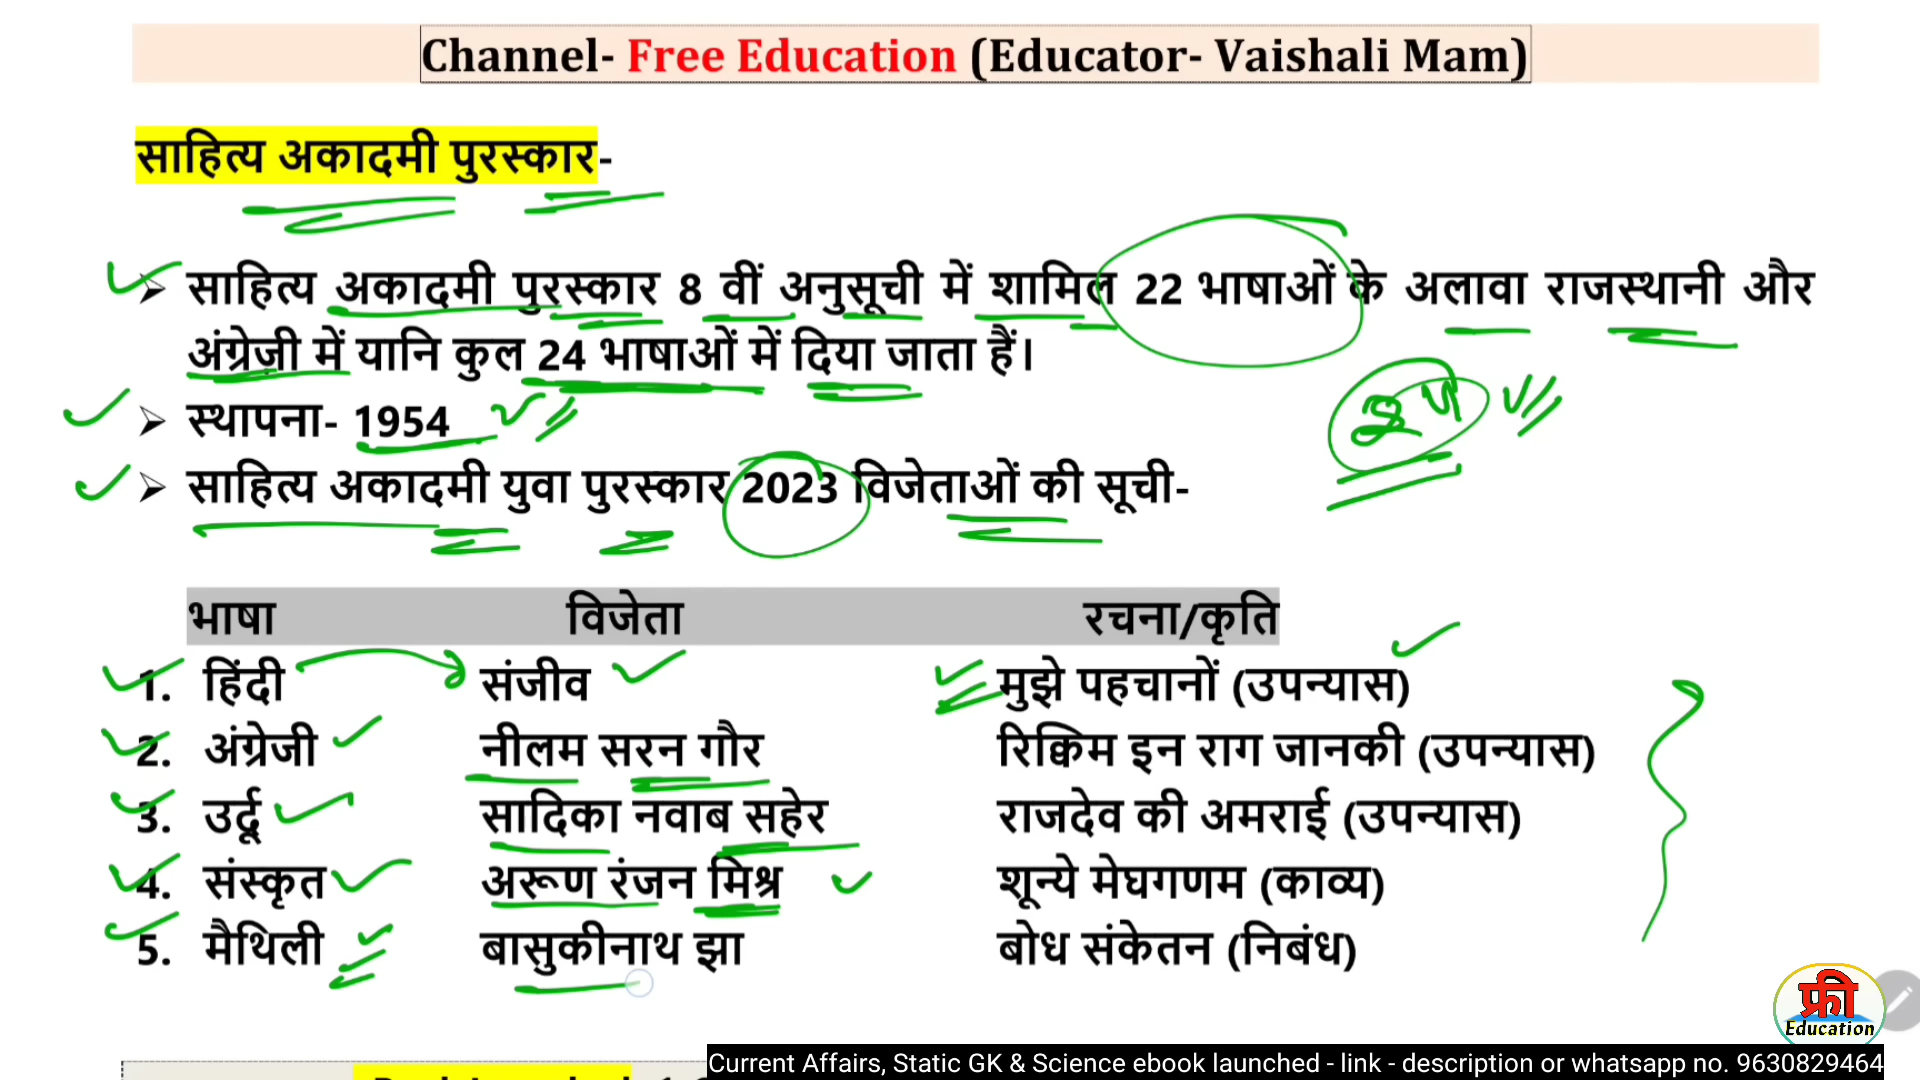 Channel- Free Education (Educator- Vaishali Mam)
साहित्य अकादमी पुरस्कार-
➢ साहित्य अकादमी पुरस्कार 8 वीं अनुसूची में शामिल 22 भाषाओं के अलावा राजस्थानी और
अंग्रेजी में यानि कुल 24 भाषाओं में दिया जाता हैं।
➢ स्थापना- 1954
➢ साहित्य अकादमी युवा पुरस्कार 2023 विजेताओं की सूची-
भाषा विजेता रचना/कृति
1. हिंदी संजीव मुझे पहचानों (उपन्यास)
2. अंग्रेजी नीलम सरन गौर रिक्विम इन राग जानकी (उपन्यास)
3. उर्दू सादिका नवाब सहेर राजदेव की अमराई (उपन्यास)
4. संस्कृत अरूण रंजन मिश्र शून्ये मेघगणम (काव्य)
5. मैथिली बासुकीनाथ झा बोध संकेतन (निबंध)
फ्री
Education
Current Affairs, Static GK & Science ebook launched - link - description or whatsapp no. 9630829464